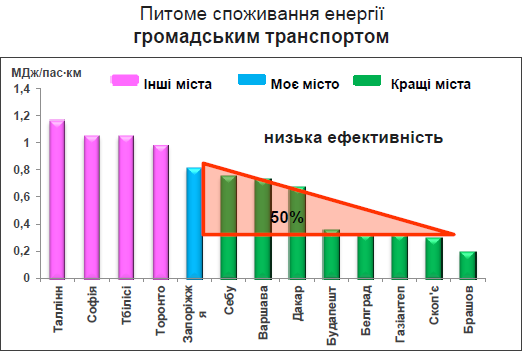 Питоме споживання енергії
громадським транспортом
МДж/пас·км
Інші міста
Моє місто
Кращі міста
1,4
1,2
1
0,8
0,6
0,4
0,2
0
низька ефективність
50%
Таллінн
Софія
Тбілісі
Торонто
Запоріжж
я
Себу
Варшава
Дакар
Будапешт
Белград
Газіантеп
Скоп'є
Брашов